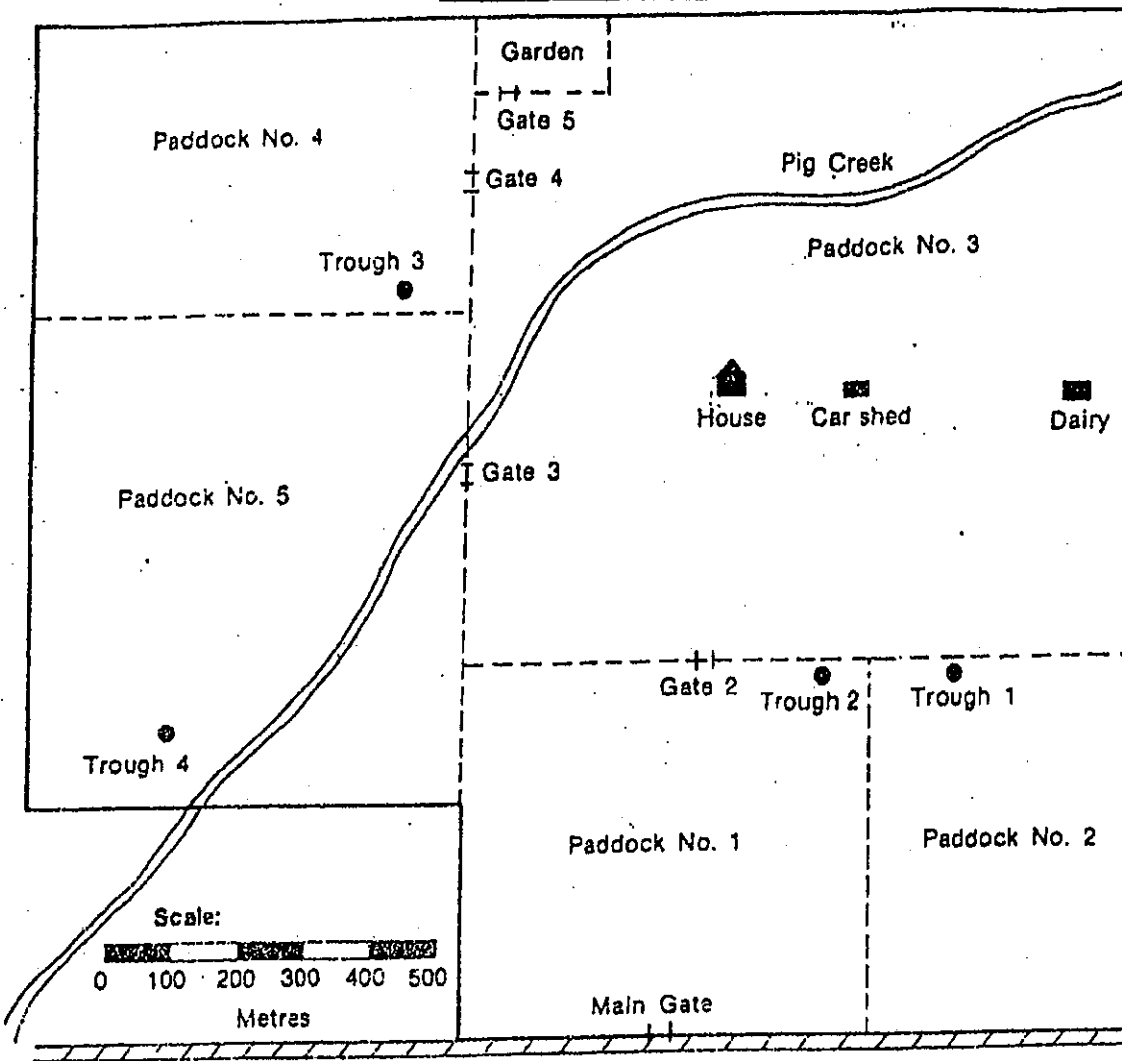 Garden
Gate 5
Paddock No. 4
Pig Creek
Gate 4
Paddock No. 3
Trough 3
House
Car shed
Dairy
Gate 3
Paddock No. 5
Gate 2
Trough 2
Trough 1
Trough 4
Paddock No. 1
Paddock No. 2
Scale:
0 100 200 300 400 500
Metres
Main Gate